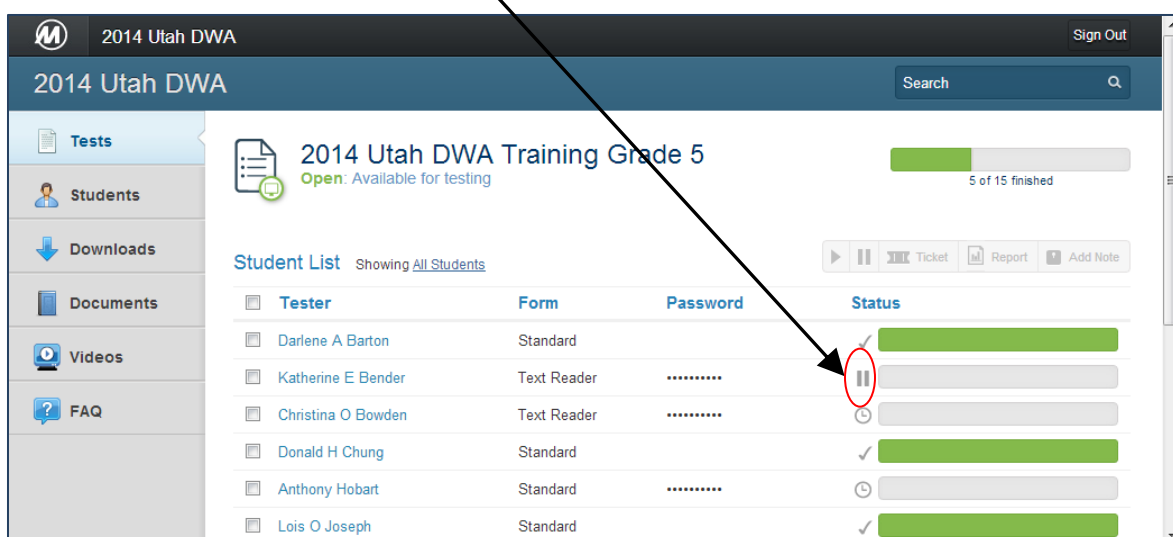 2014 Utah DWA
Sign Out
2014 Utah DWA
Search
Tests
Students
Downloads
Documents
Videos
FAQ
2014 Utah DWA Training Grade 5
Open: Available for testing
5 of 15 finished
Student List Showing All Students
Ticket Report Add Note
Tester Form Password Status
Darlene A Barton Standard
Katherine E Bender Text Reader ••••••••••
Christina O Bowden Text Reader ••••••••••
Donald H Chung Standard
Anthony Hobart Standard ••••••••••
Lois O Joseph Standard